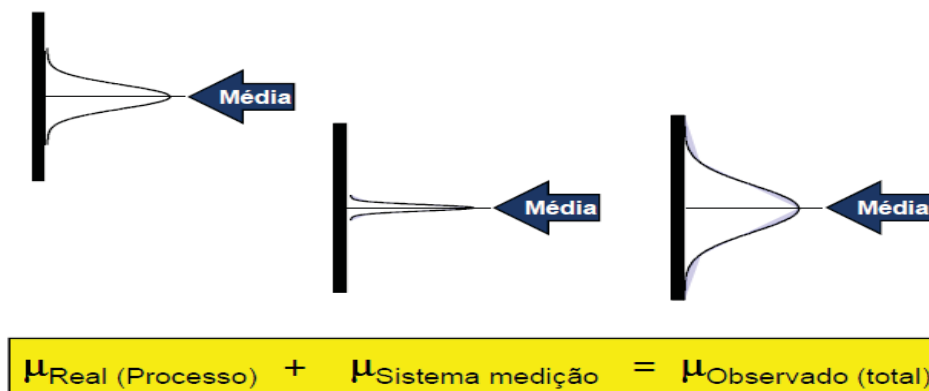 Média
Média
Média
μReal (Processo) + μSistema medição = μObservado (total)